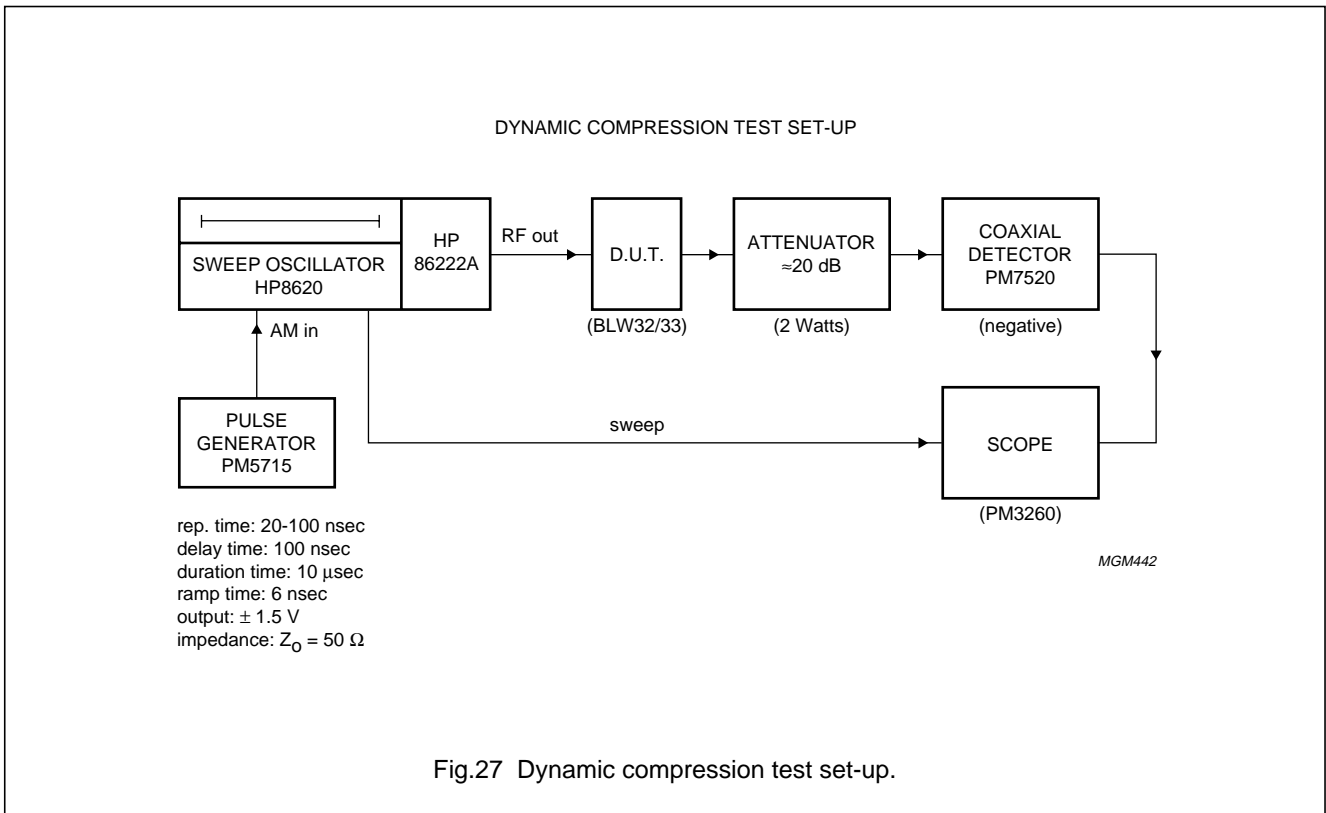 DYNAMIC COMPRESSION TEST SET-UP
SWEEP OSCILLATOR
HP8620
HP
86222A
RF out
D.U.T.
(BLW32/33)
ATTENUATOR
≈20 dB
(2 Watts)
COAXIAL
DETECTOR
PM7520
(negative)
AM in
PULSE
GENERATOR
PM5715
sweep
SCOPE
(PM3260)
rep. time: 20-100 nsec
delay time: 100 nsec
duration time: 10 μsec
ramp time: 6 nsec
output: ± 1.5 V
impedance: ZO = 50 Ω
MGM442
Fig.27 Dynamic compression test set-up.